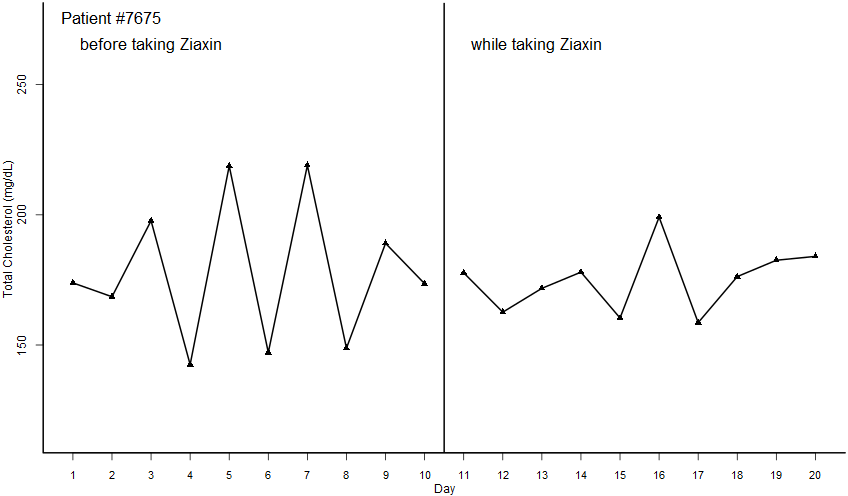 Patient #7675
before taking Ziaxin
while taking Ziaxin
Total Cholesterol (mg/dL)
250
200
150
1 2 3 4 5 6 7 8 9 10 11 12 13 14 15 16 17 18 19 20
Day